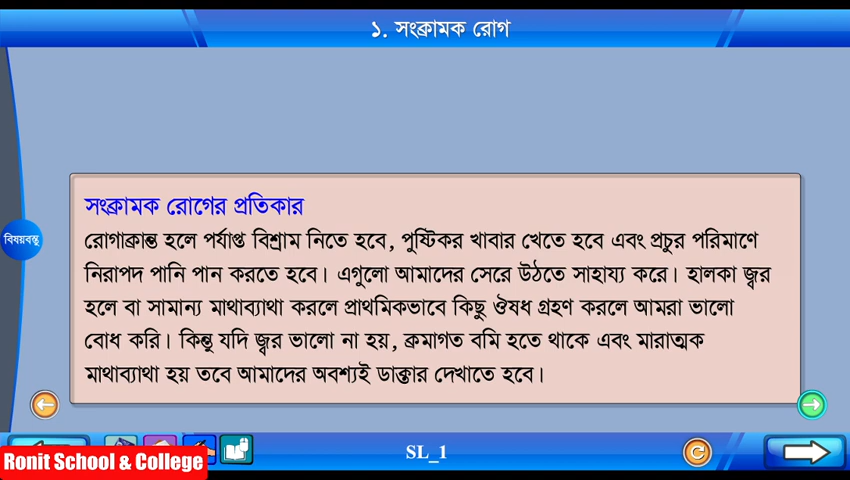 ১. সংক্রামক রোগ
বিষয়বস্তু
সংক্রামক রোগের প্রতিকার
রোগাক্রান্ত হলে পর্যাপ্ত বিশ্রাম নিতে হবে, পুষ্টিকর খাবার খেতে হবে এবং প্রচুর পরিমাণে
নিরাপদ পানি পান করতে হবে। এগুলো আমাদের সেরে উঠতে সাহায্য করে। হালকা জ্বর
হলে বা সামান্য মাথাব্যাথা করলে প্রাথমিকভাবে কিছু ঔষধ গ্রহণ করলে আমরা ভালো
বোধ করি। কিন্তু যদি জ্বর ভালো না হয়, ক্রমাগত বমি হতে থাকে এবং মারাত্মক
মাথাব্যাথা হয় তবে আমাদের অবশ্যই ডাক্তার দেখাতে হবে।
SL_1
Ronit School & College